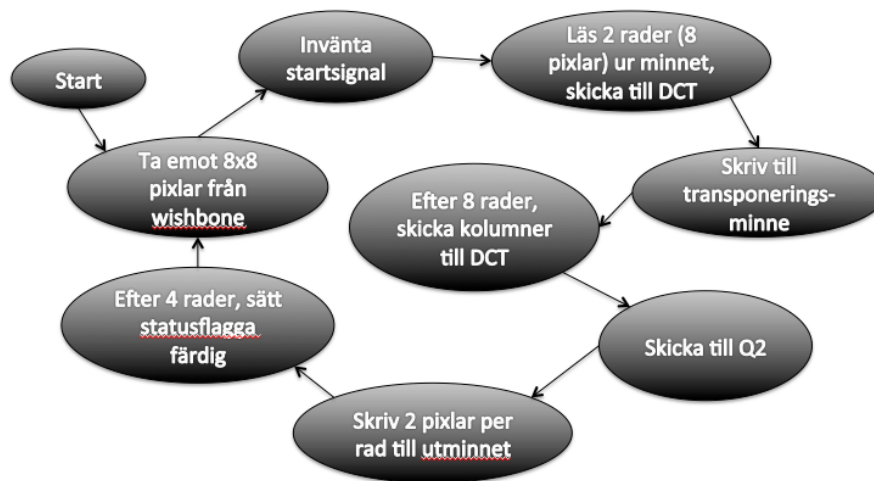 Start
Invänta
startsignal
Läs 2 rader (8
pixlar) ur minnet,
skicka till DCT
Skriv till
transponerings-
minne
Efter 8 rader,
skicka kolumner
till DCT
Skicka till Q2
Skriv 2 pixlar per
rad till utminnet
Efter 4 rader, sätt
statusflagga
färdig
Ta emot 8x8
pixlar från
wishbone